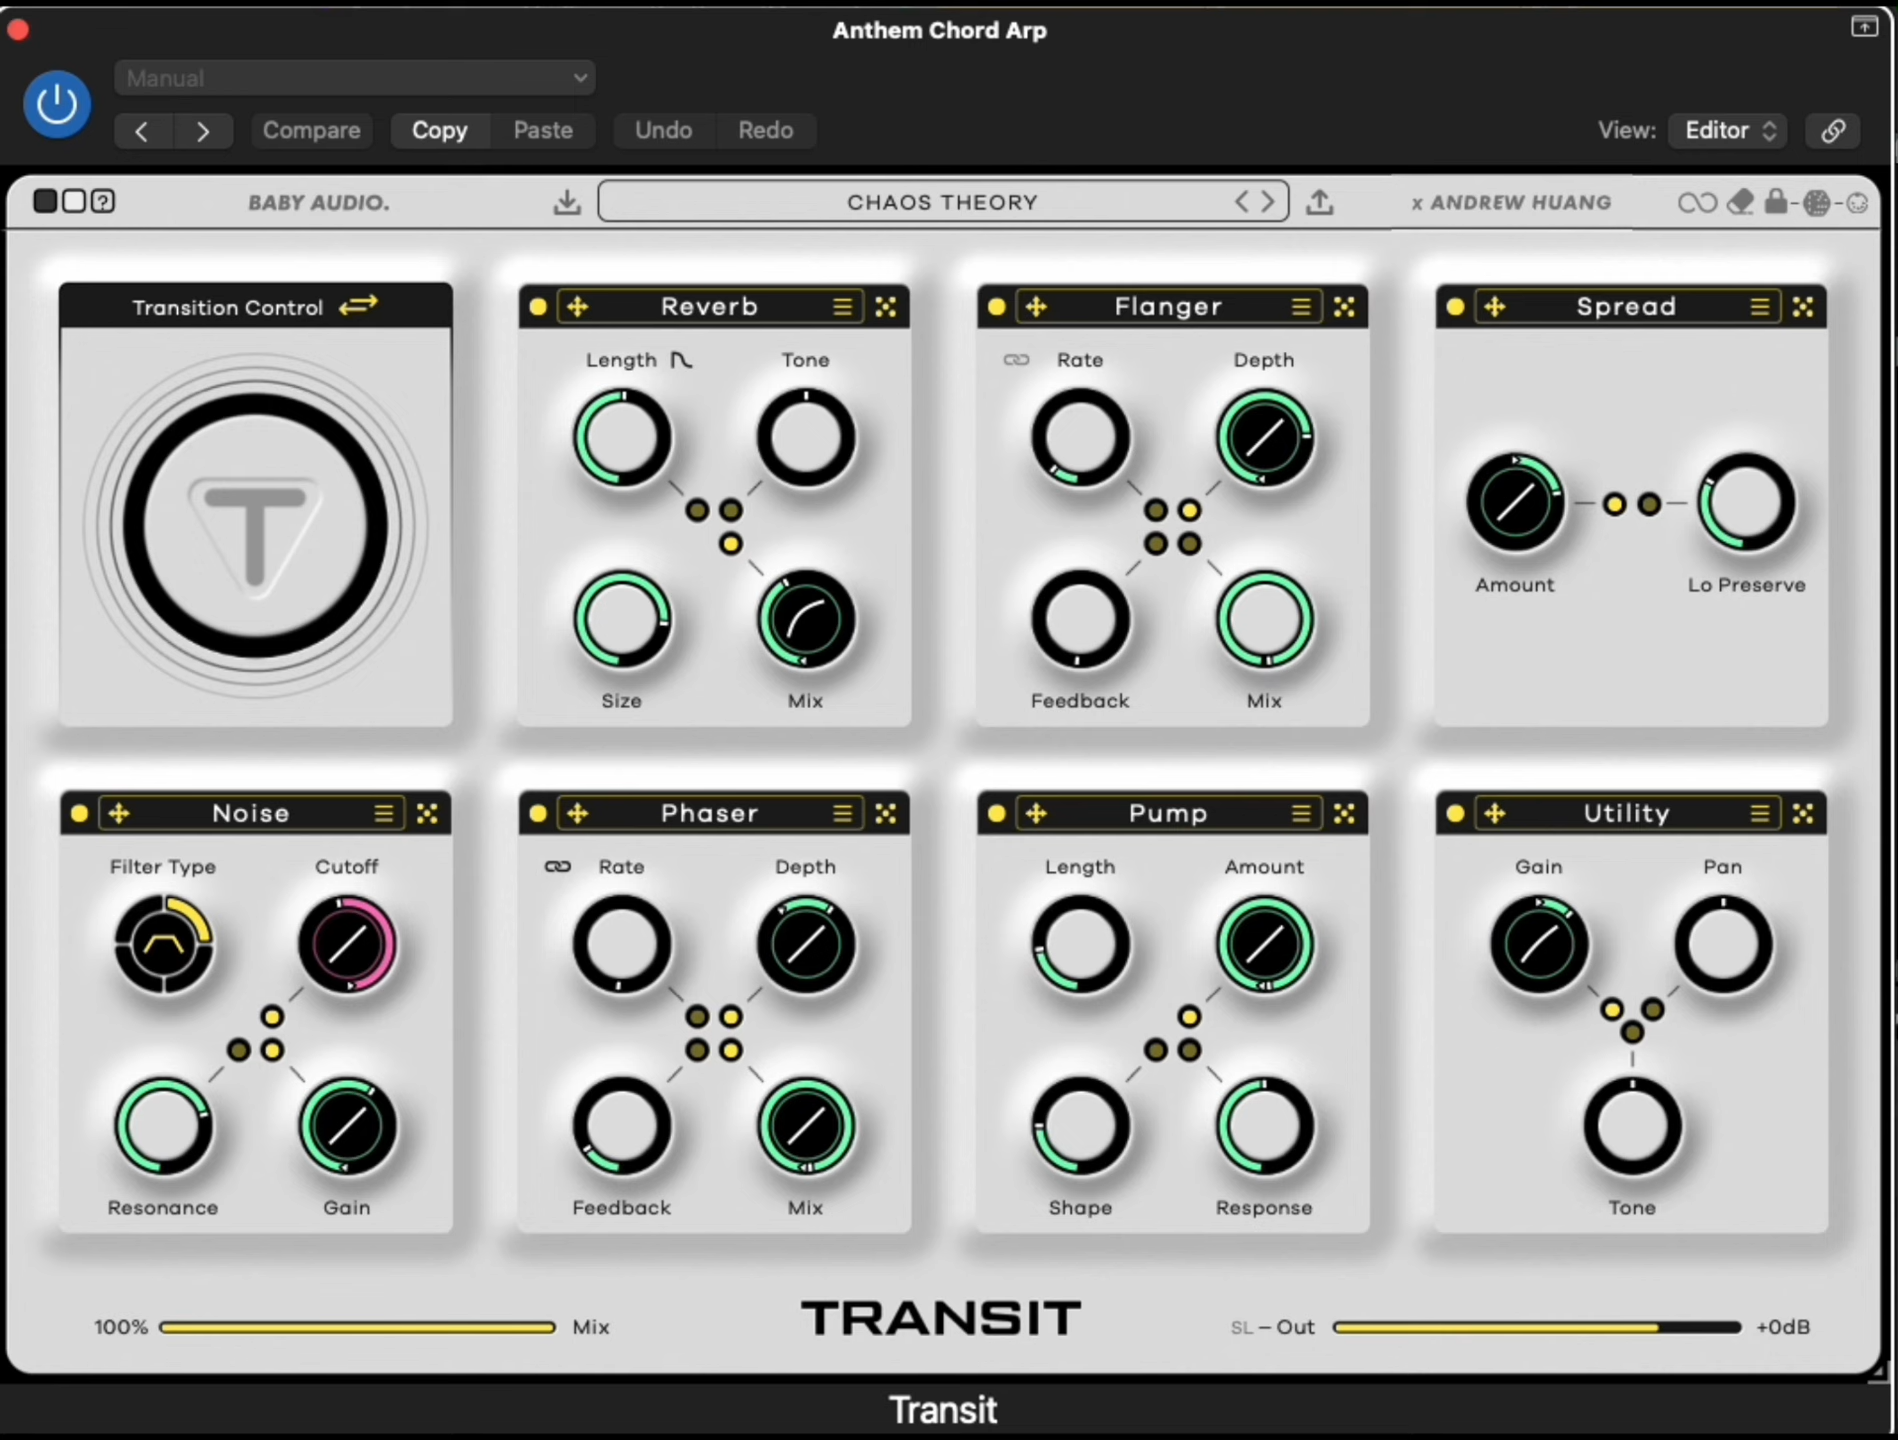 Anthem Chord Arp
Manual
Compare Copy Paste Undo Redo View: Editor
? BABY AUDIO. CHAOS THEORY x ANDREW HUANG
Transition Control Reverb Flanger Spread
Length Tone Rate Depth
T
Amount Lo Preserve
Size Mix Feedback Mix
Noise Phaser Pump Utility
Filter Type Cutoff Rate Depth Length Amount Gain Pan
Resonance Gain Feedback Mix Shape Response Tone
100% Mix TRANSIT SL – Out +0dB
Transit